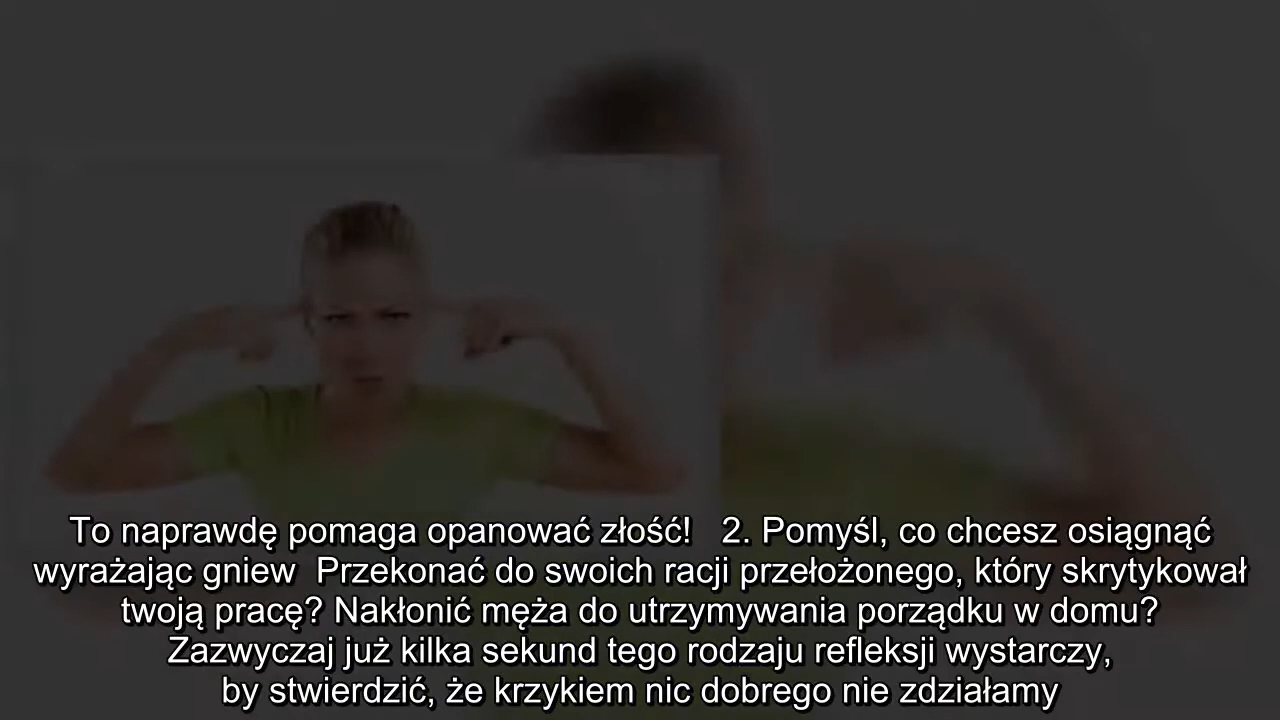 To naprawdę pomaga opanować złość!   2. Pomyśl, co chcesz osiągnąć
wyrażając gniew  Przekonać do swoich racji przełożonego, który skrytykował
twoją pracę? Nakłonić męża do utrzymywania porządku w domu?
Zazwyczaj już kilka sekund tego rodzaju refleksji wystarczy,
by stwierdzić, że krzykiem nic dobrego nie zdziałamy